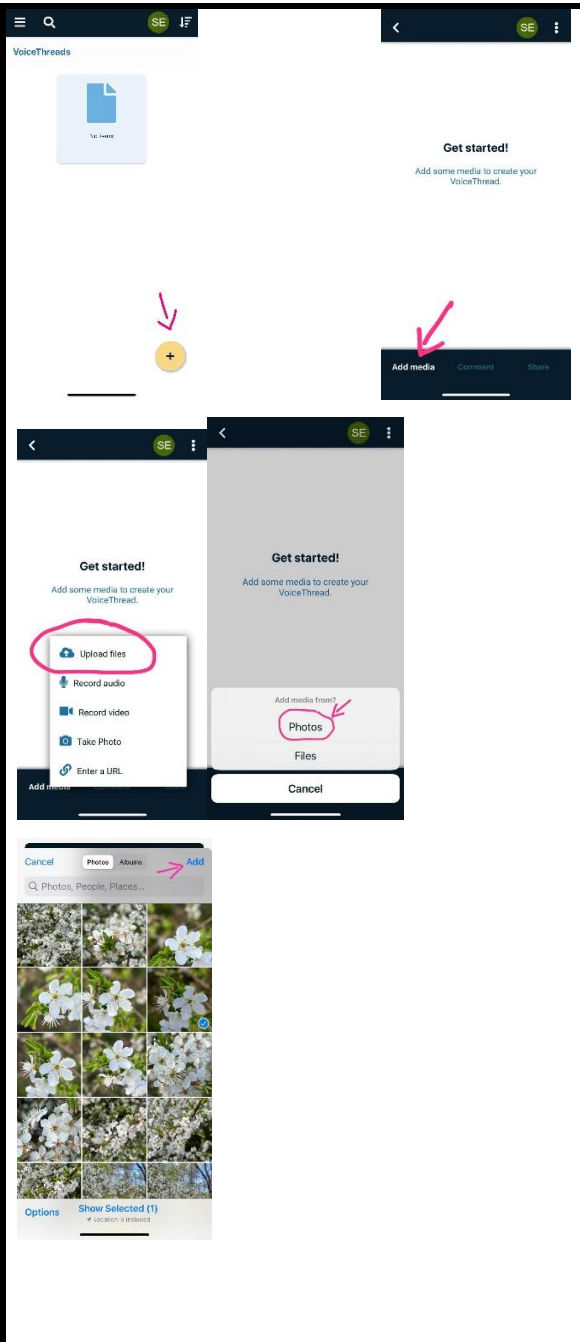 SE
VoiceThreads
No items
+
SE
Get started!
Add some media to create your
VoiceThread.
Add media Comment Share
SE
Get started!
Add some media to create your
VoiceThread.
Upload files
Record audio
Record video
Take Photo
Enter a URL
Add media
SE
Get started!
Add some media to create your
VoiceThread.
Add media from?
Photos
Files
Cancel
Cancel Photos Albums Add
Photos, People, Places...
Options Show Selected (1)
Location is included